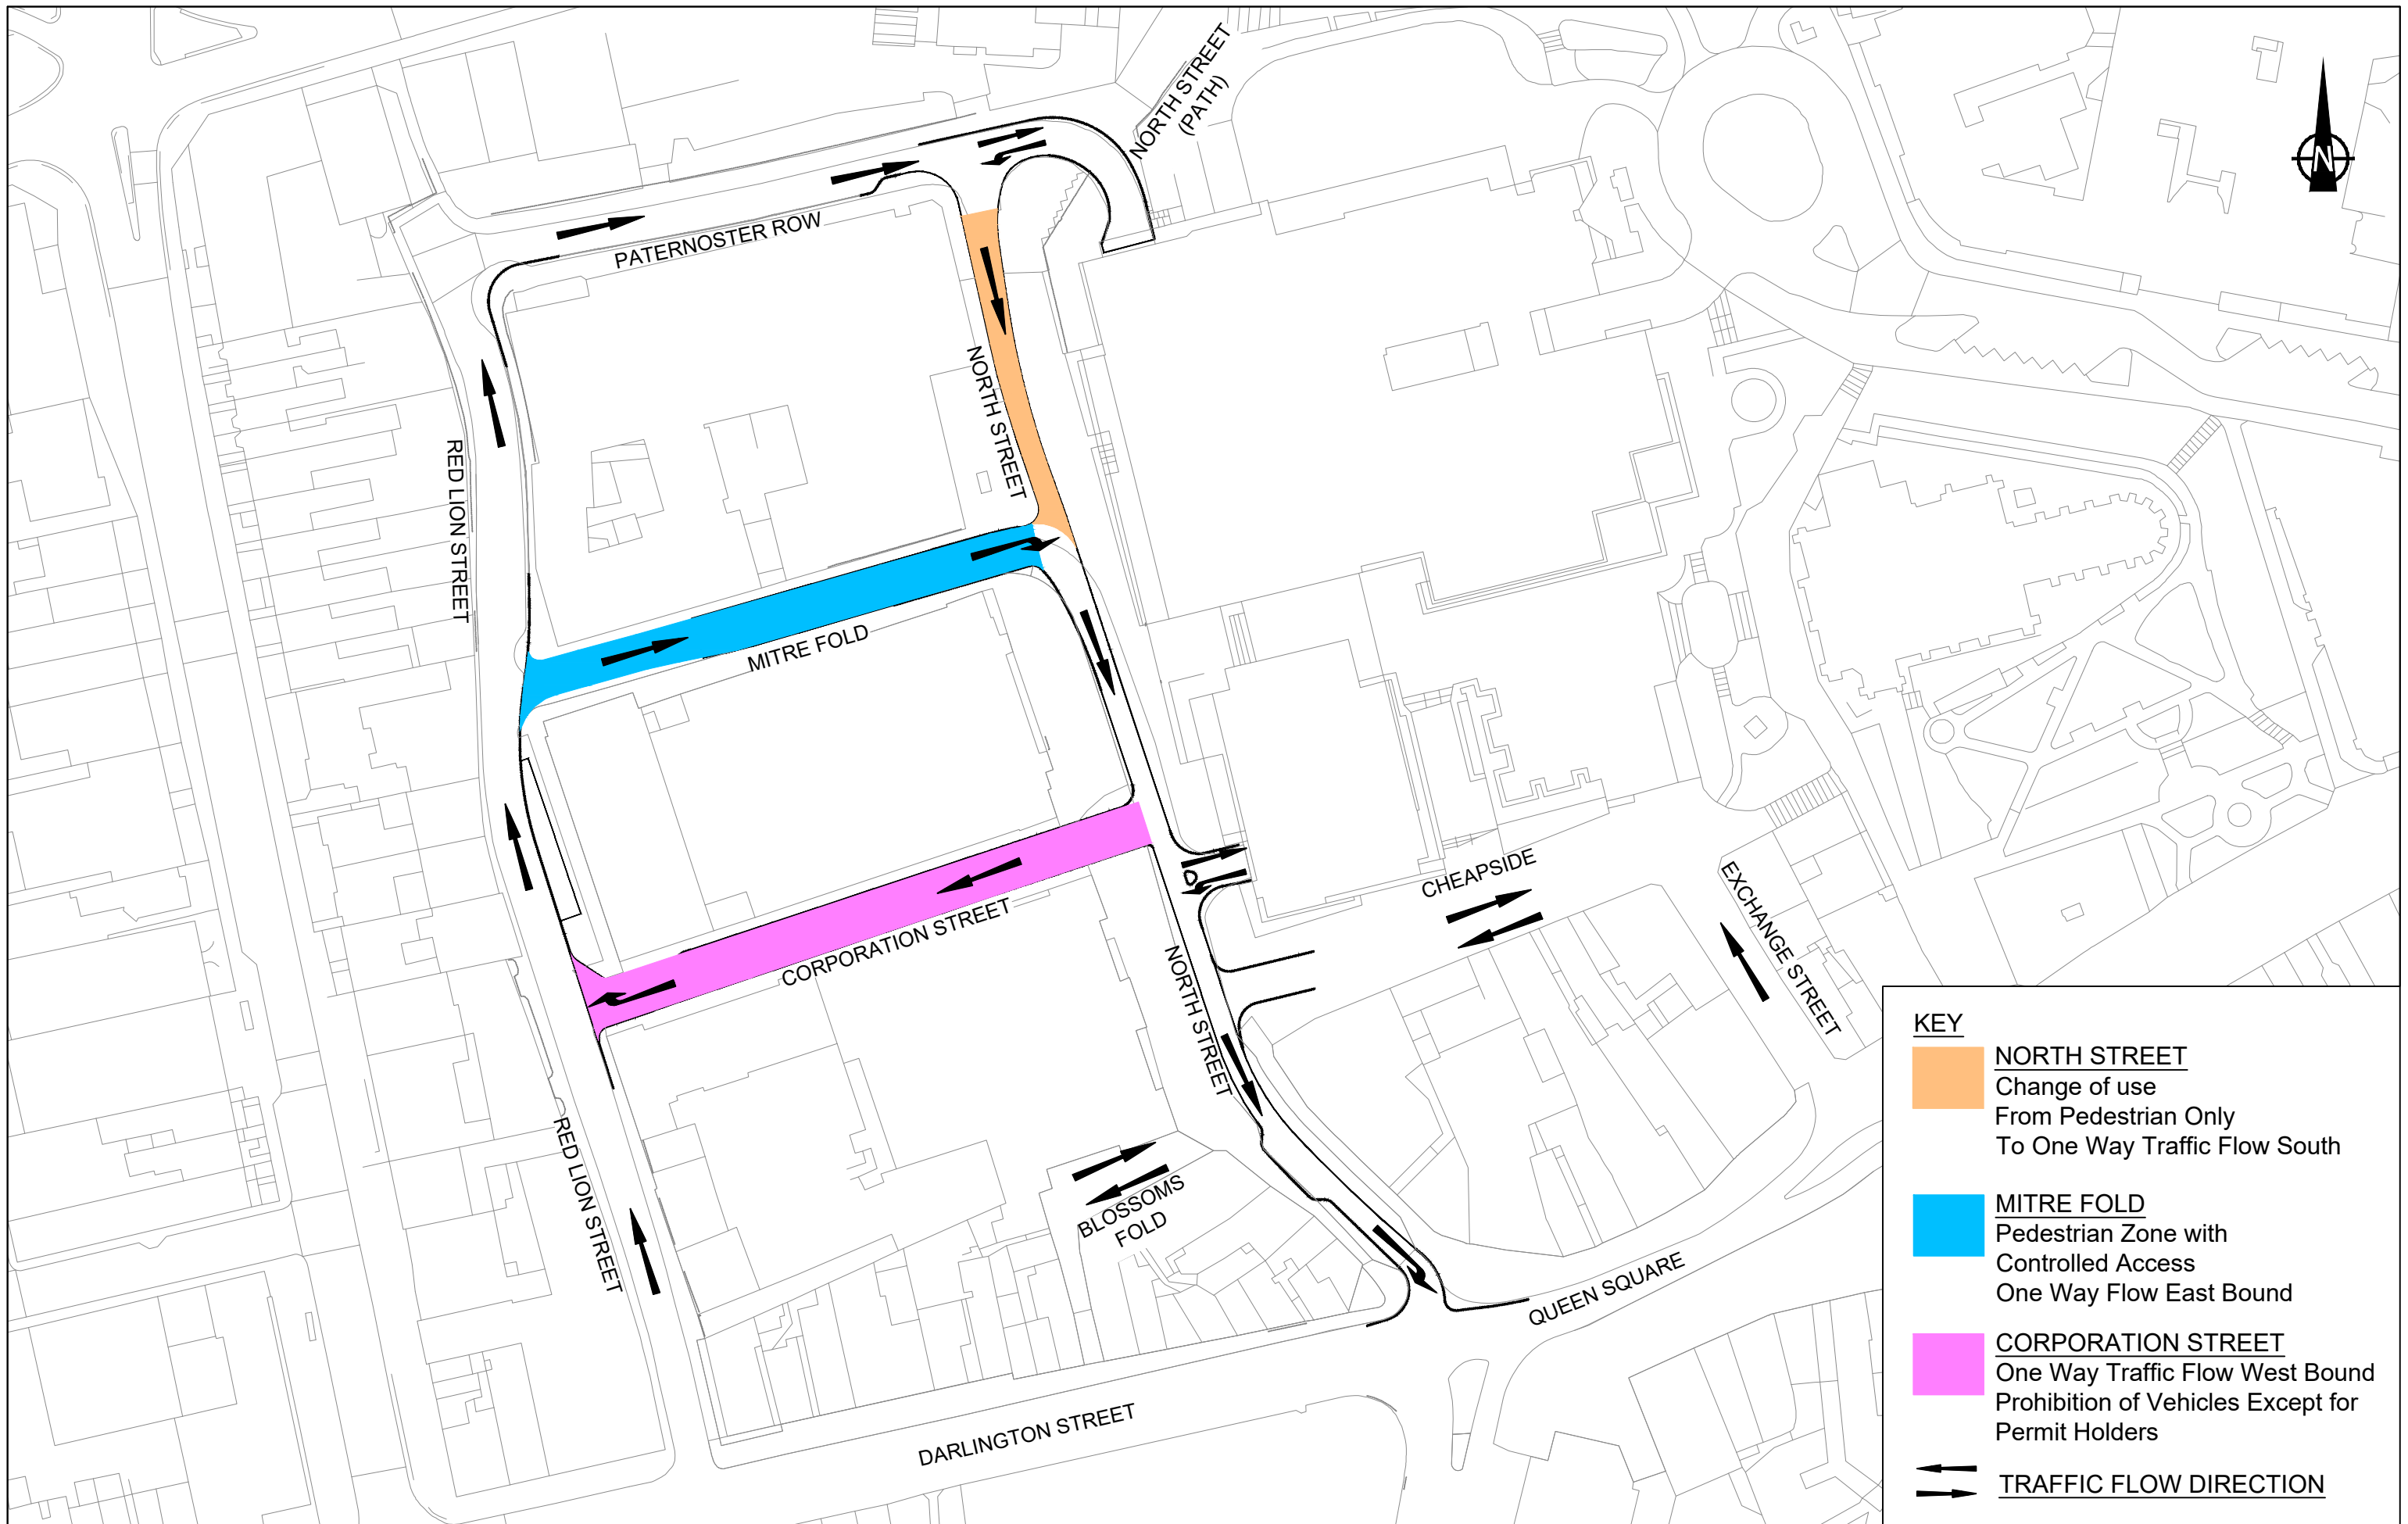 NORTH STREET
(PATH)
N
PATERNOSTER ROW
NORTH STREET
RED LION STREET
MITRE FOLD
CHEAPSIDE
EXCHANGE STREET
CORPORATION STREET
NORTH STREET
RED LION STREET
BLOSSOMS
FOLD
QUEEN SQUARE
DARLINGTON STREET
KEY
NORTH STREET
Change of use
From Pedestrian Only
To One Way Traffic Flow South
MITRE FOLD
Pedestrian Zone with
Controlled Access
One Way Flow East Bound
CORPORATION STREET
One Way Traffic Flow West Bound
Prohibition of Vehicles Except for
Permit Holders
TRAFFIC FLOW DIRECTION